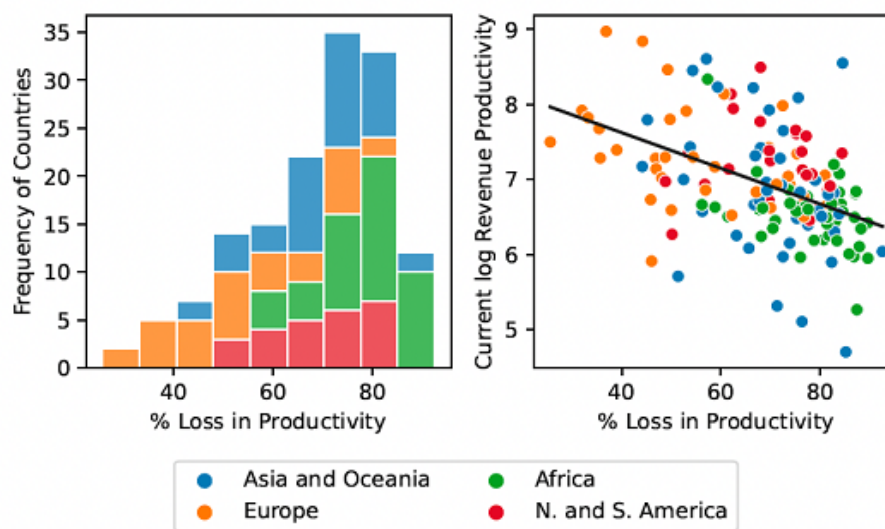 Frequency of Countries
35
30
25
20
15
10
5
0
40
60
80
% Loss in Productivity
Current log Revenue Productivity
9
8
7
6
5
40
60
80
% Loss in Productivity
Asia and Oceania
Africa
Europe
N. and S. America